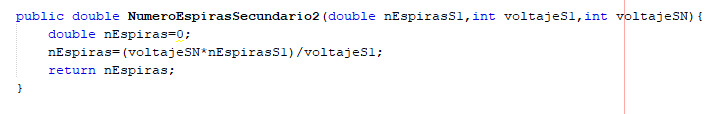 public double NumeroEspirasSecundario2(double nEspirasS1,int voltajeS1,int voltajeSN){
double nEspiras=0;
nEspiras=(voltajeSN*nEspirasS1)/voltajeS1;
return nEspiras;
}